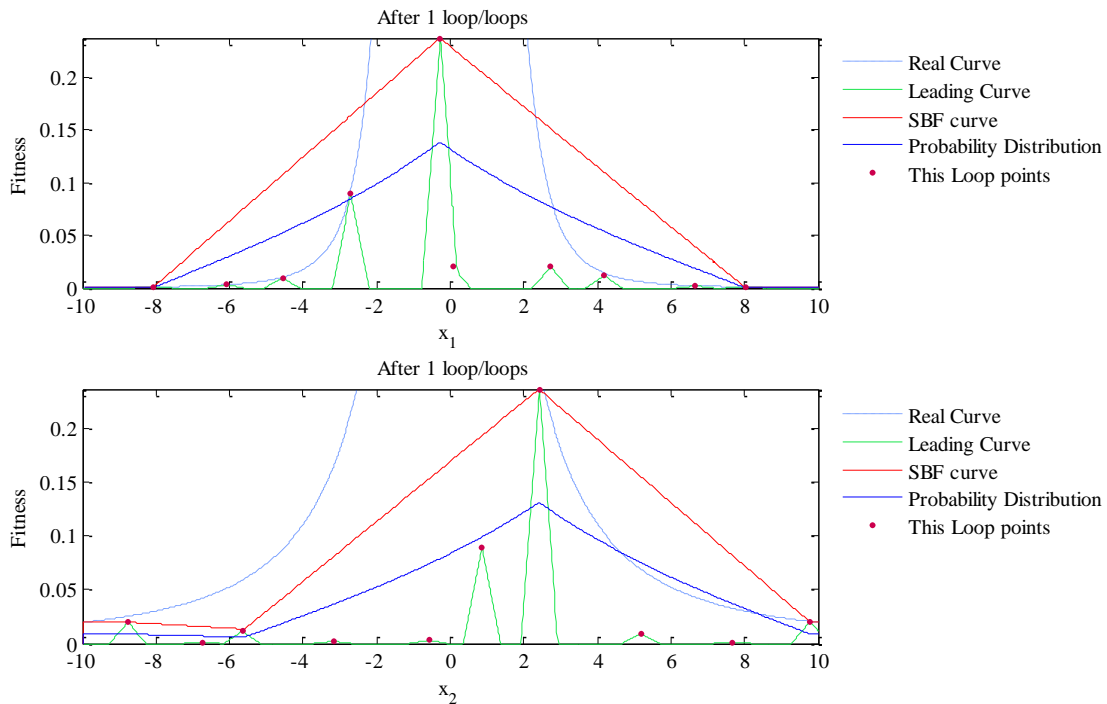 After 1 loop/loops
0.2
0.15
0.1
0.05
0
Fitness
-10 -8 -6 -4 -2 0 2 4 6 8 10
x1
Real Curve
Leading Curve
SBF curve
Probability Distribution
This Loop points
After 1 loop/loops
0.2
0.15
0.1
0.05
0
Fitness
-10 -8 -6 -4 -2 0 2 4 6 8 10
x2
Real Curve
Leading Curve
SBF curve
Probability Distribution
This Loop points